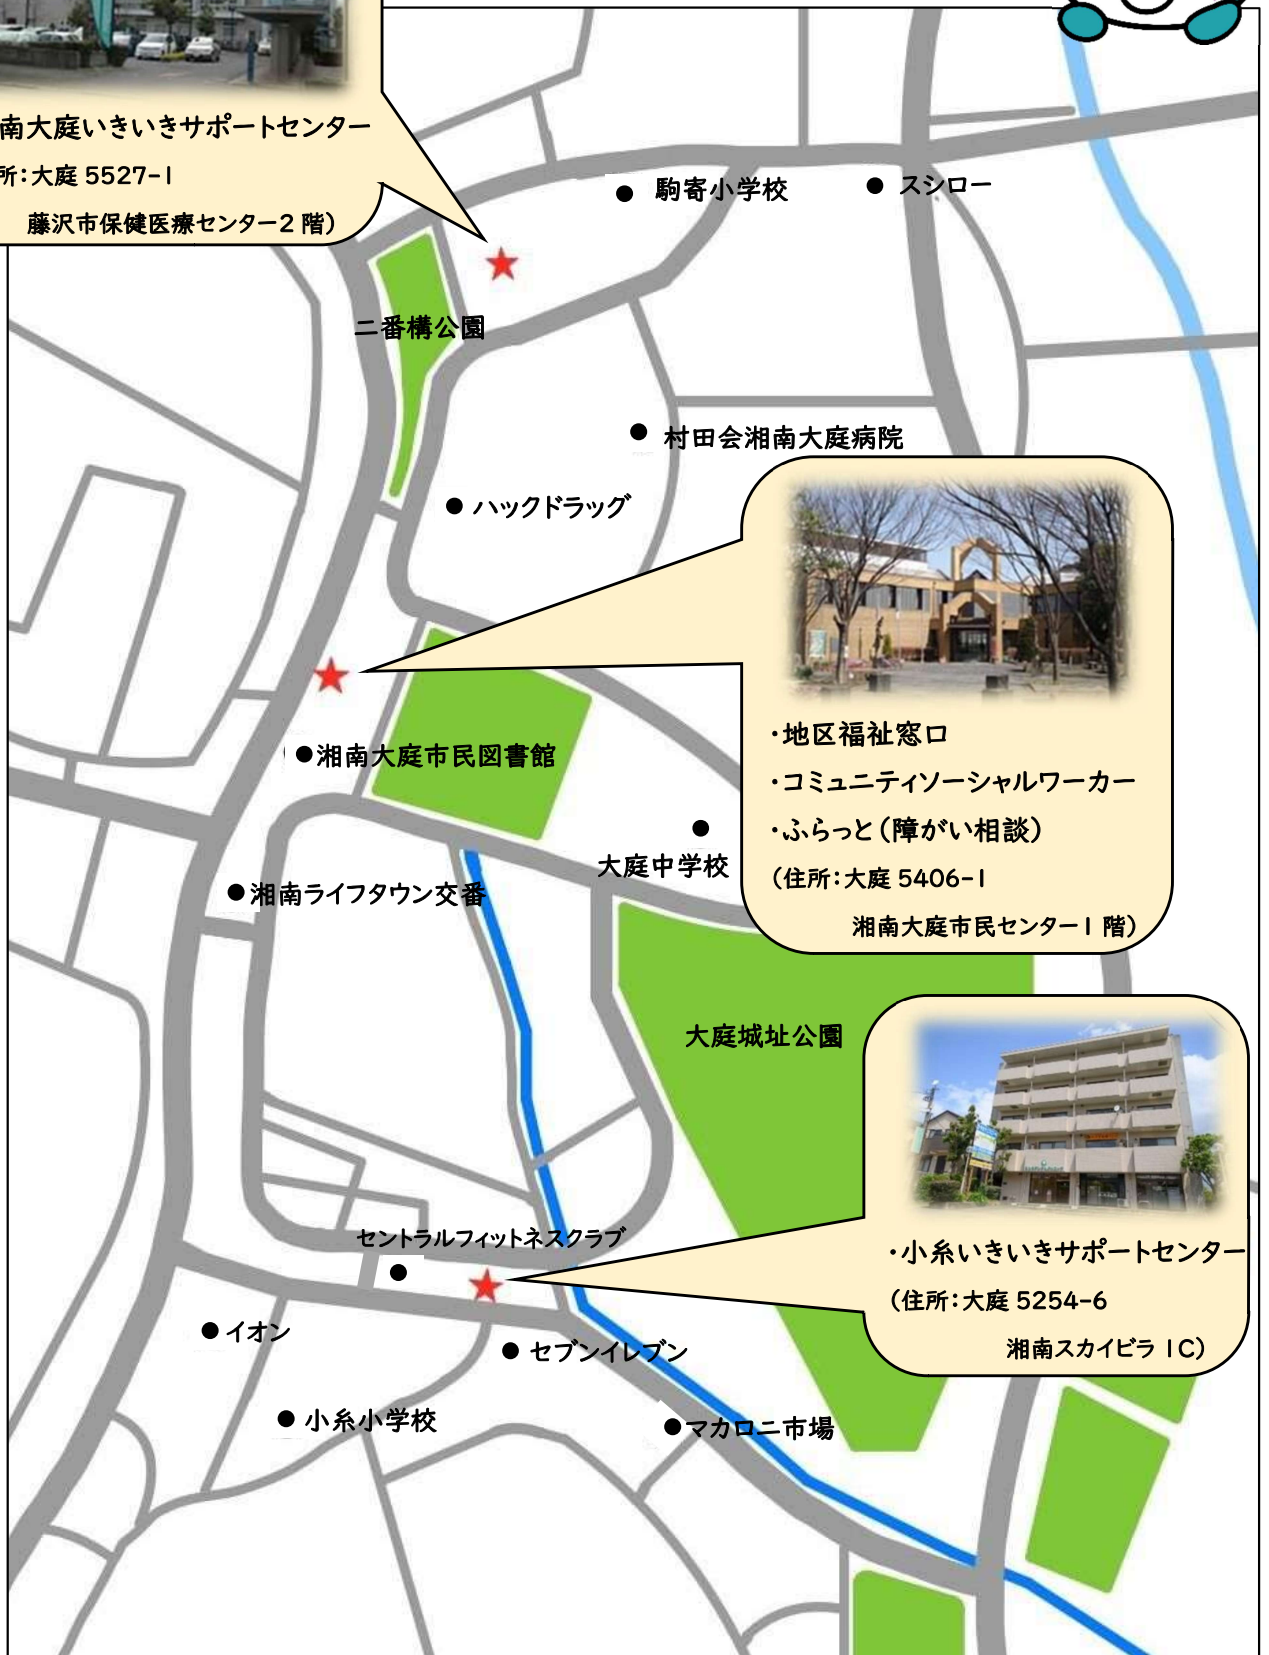 南大庭いきいきサポートセンター
所：大庭 5527-1
藤沢市保健医療センター2 階）
駒寄小学校
スシロー
二番構公園
村田会湘南大庭病院
ハックドラッグ
・地区福祉窓口
・コミュニティソーシャルワーカー
・ふらっと（障がい相談）
（住所：大庭 5406-1
湘南大庭市民センター1 階）
湘南大庭市民図書館
大庭中学校
湘南ライフタウン交番
大庭城址公園
セントラルフィットネスクラブ
・小糸いきいきサポートセンター
（住所：大庭 5254-6
湘南スカイビラ 1C）
イオン
セブンイレブン
小糸小学校
マカロニ市場